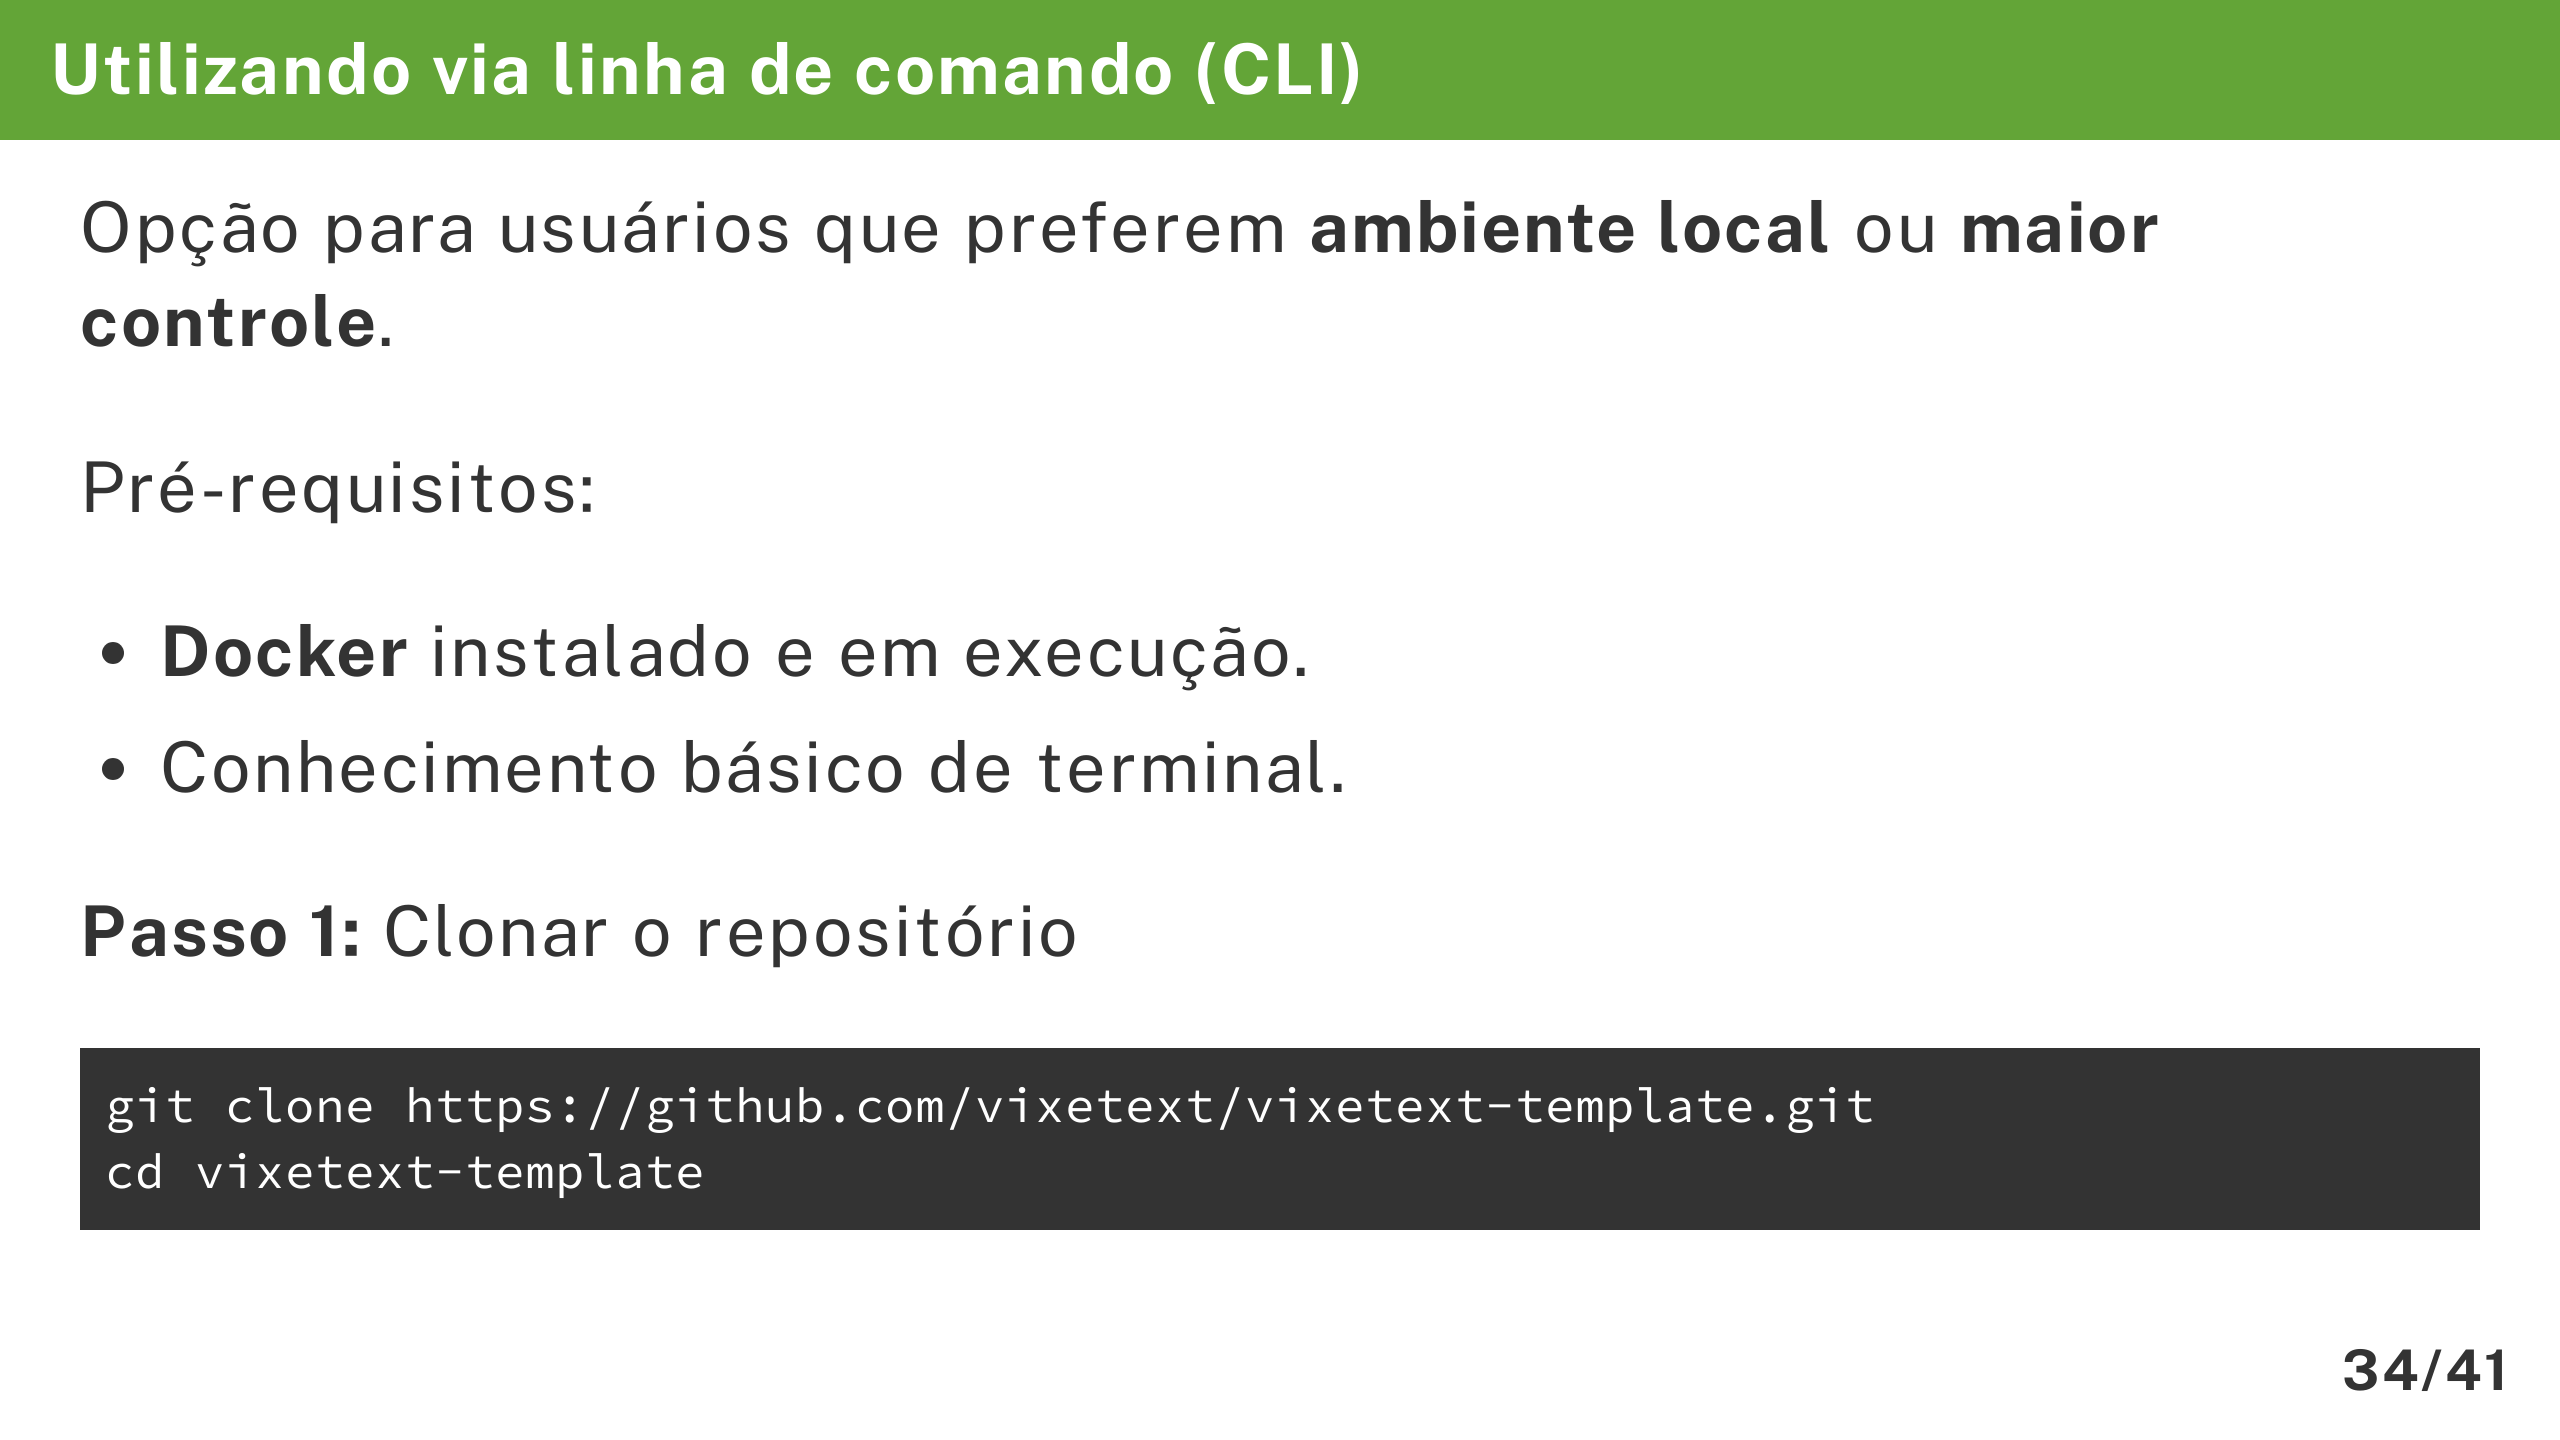 Utilizando via linha de comando (CLI)
Opção para usuários que preferem ambiente local ou maior
controle.
Pré-requisitos:
• Docker instalado e em execução.
• Conhecimento básico de terminal.
Passo 1: Clonar o repositório
git clone https://github.com/vixetext/vixetext-template.git
cd vixetext-template
34/41